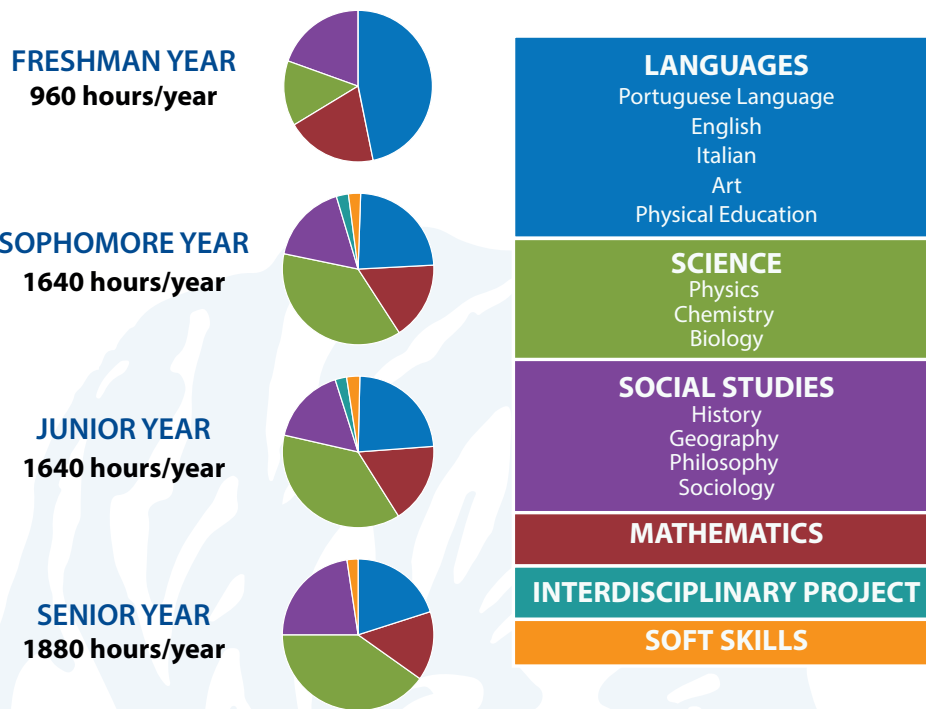 FRESHMAN YEAR
960 hours/year
SOPHOMORE YEAR
1640 hours/year
JUNIOR YEAR
1640 hours/year
SENIOR YEAR
1880 hours/year
LANGUAGES
Portuguese Language
English
Italian
Art
Physical Education
SCIENCE
Physics
Chemistry
Biology
SOCIAL STUDIES
History
Geography
Philosophy
Sociology
MATHEMATICS
INTERDISCIPLINARY PROJECT
SOFT SKILLS